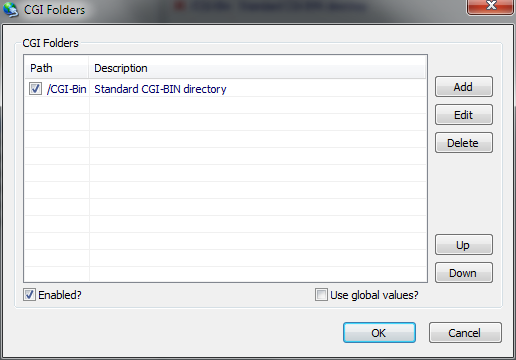 CGI Folders
CGI Folders
Path Description
/CGI-Bin Standard CGI-BIN directory
Add
Edit
Delete
Up
Down
Enabled? Use global values?
OK Cancel